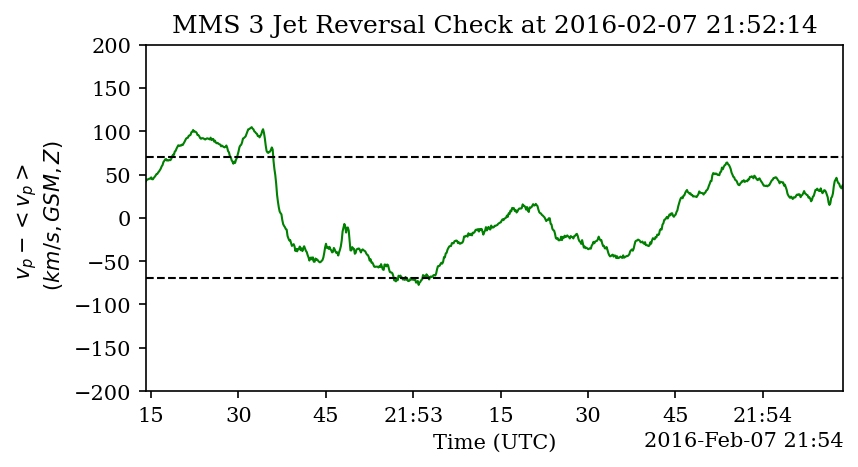 MMS 3 Jet Reversal Check at 2016-02-07 21:52:14
200
150
100
50
0
−50
−100
−150
−200
v_p − < v_p >
(km/s, GSM, Z)
15 30 45 21:53 15 30 45 21:54
Time (UTC)
2016-Feb-07 21:54